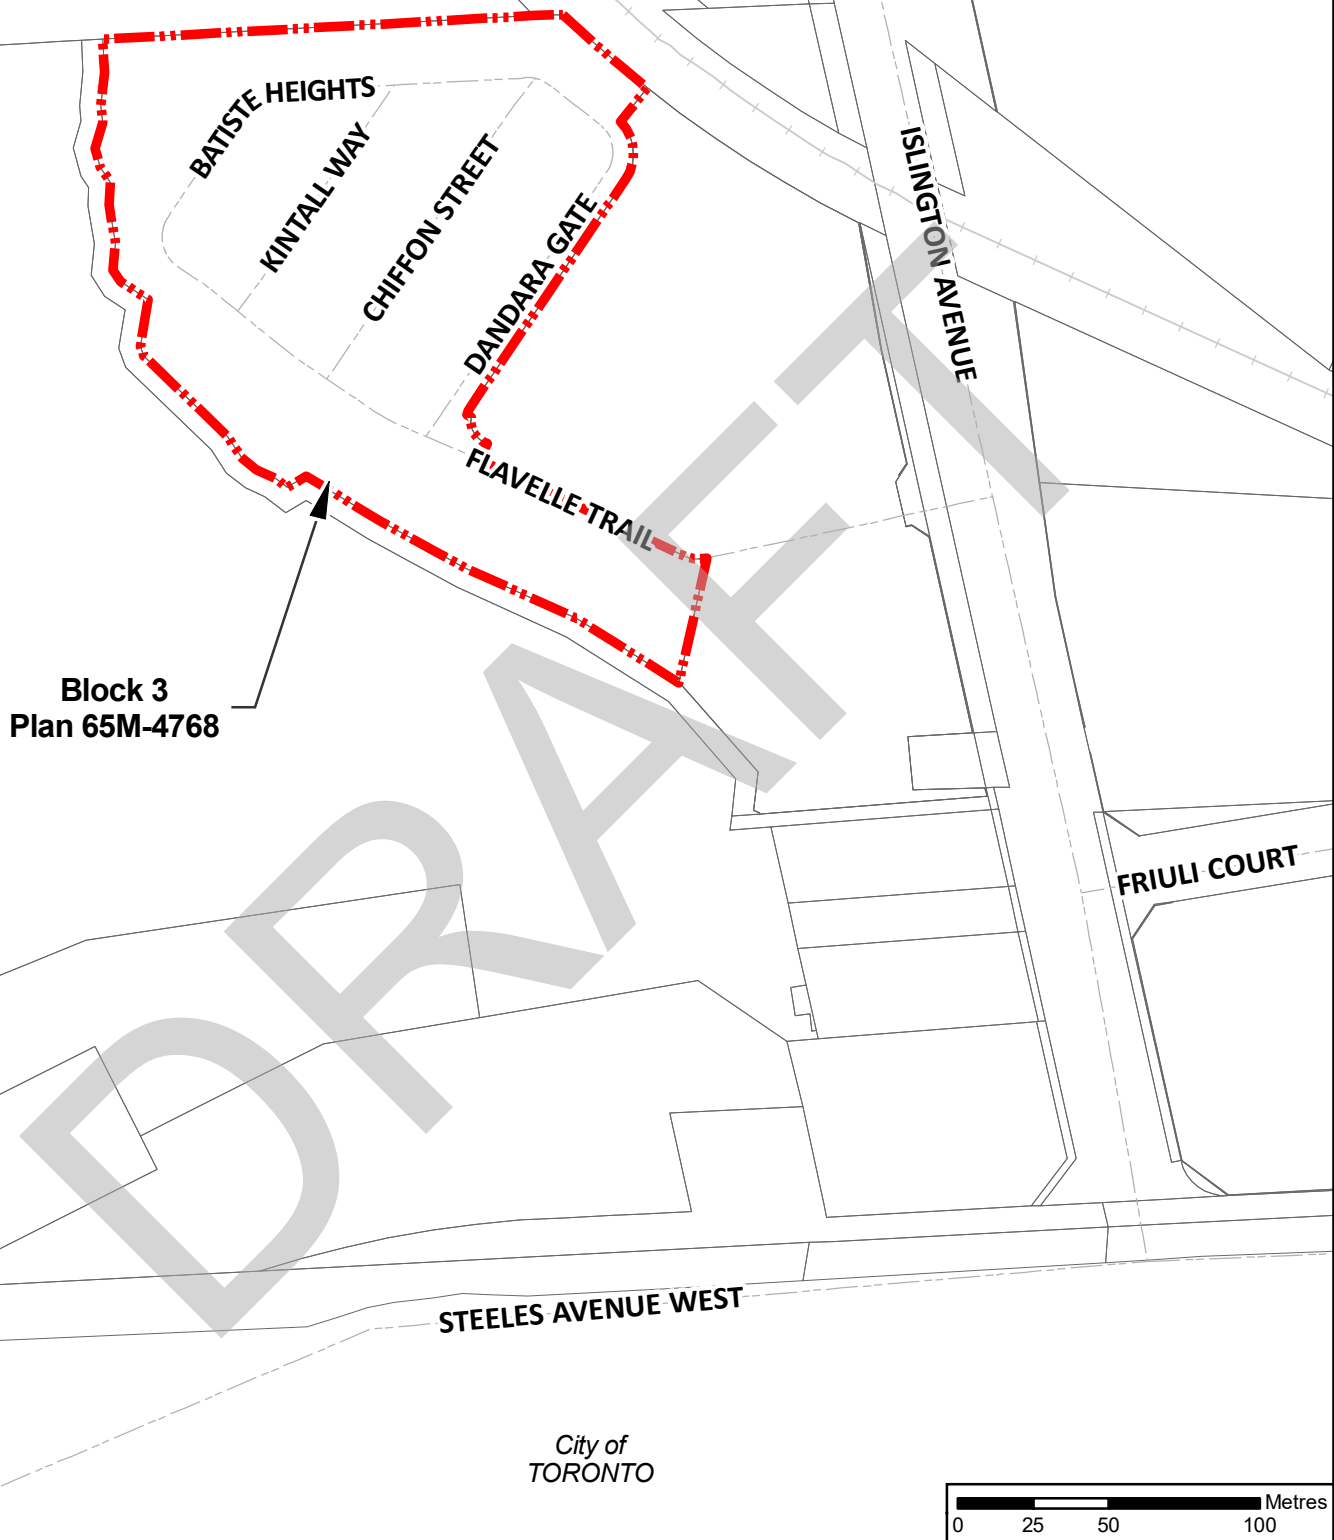 BATISTE HEIGHTS
KINTALL WAY
CHIFFON STREET
DANDARA GATE
ISLINGTON AVENUE
FLAVELLE TRAIL
Block 3
Plan 65M-4768
DRAFT
FRIULI COURT
STEELES AVENUE WEST
City of
TORONTO
Metres
0 25 50 100